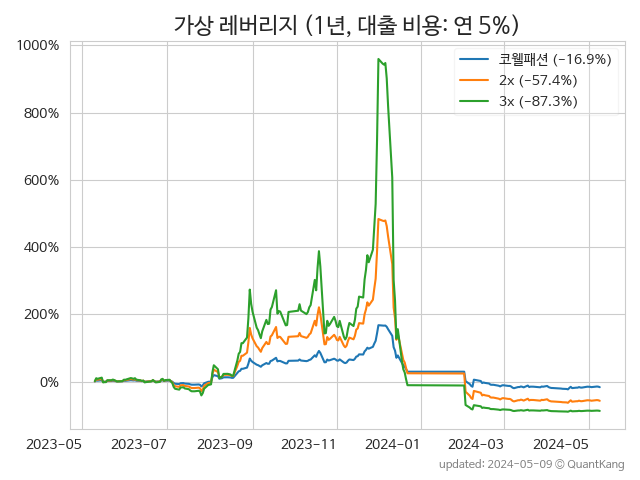 가상 레버리지 (1년, 대출 비용: 연 5%)
1000%
800%
600%
400%
200%
0%
코웰패션 (-16.9%)
2x (-57.4%)
3x (-87.3%)
2023-05
2023-07
2023-09
2023-11
2024-01
2024-03
2024-05
updated: 2024-05-09 © QuantKang